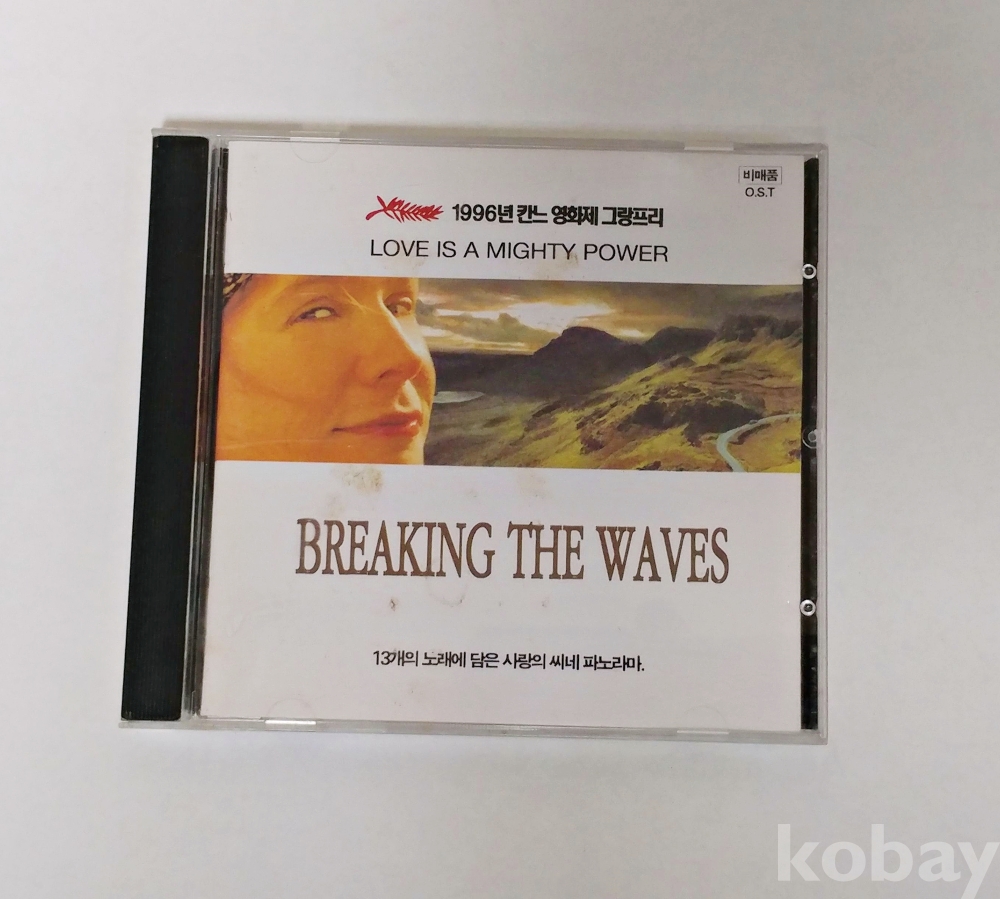 비매품
O.S.T
1996년 칸느 영화제 그랑프리
LOVE IS A MIGHTY POWER
BREAKING THE WAVES
13개의 노래에 담은 사랑의 씨네 파노라마.
kobay